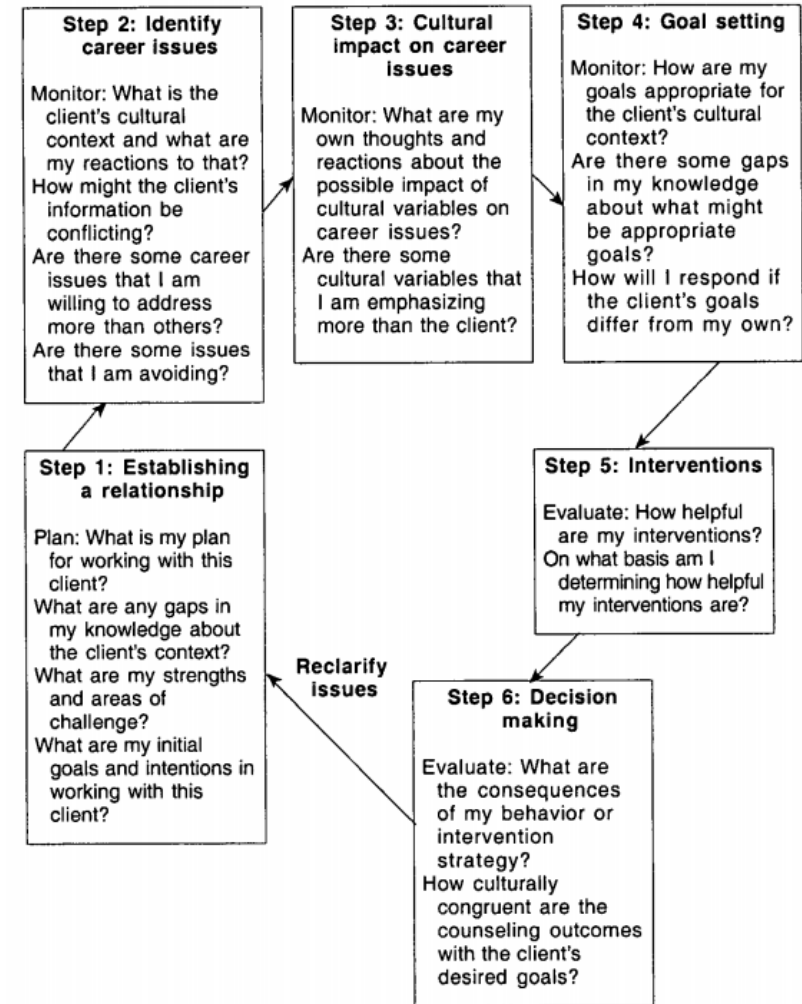 Step 2: Identify
career issues
Monitor: What is the
client's cultural
context and what are
my reactions to that?
How might the client's
information be
conflicting?
Are there some career
issues that I am
willing to address
more than others?
Are there some issues
that I am avoiding?
Step 3: Cultural
impact on career
issues
Monitor: What are my
own thoughts and
reactions about the
possible impact of
cultural variables on
career issues?
Are there some
cultural variables that
I am emphasizing
more than the client?
Step 4: Goal setting
Monitor: How are my
goals appropriate for
the client's cultural
context?
Are there some gaps
in my knowledge
about what might
be appropriate
goals?
How will I respond if
the client's goals
differ from my own?
Step 1: Establishing
a relationship
Plan: What is my plan
for working with this
client?
What are any gaps in
my knowledge about
the client's context?
What are my strengths
and areas of
challenge?
What are my initial
goals and intentions in
working with this
client?
Reclarify
issues
Step 5: Interventions
Evaluate: How helpful
are my interventions?
On what basis am I
determining how helpful
my interventions are?
Step 6: Decision
making
Evaluate: What are
the consequences
of my behavior or
intervention
strategy?
How culturally
congruent are the
counseling outcomes
with the client's
desired goals?